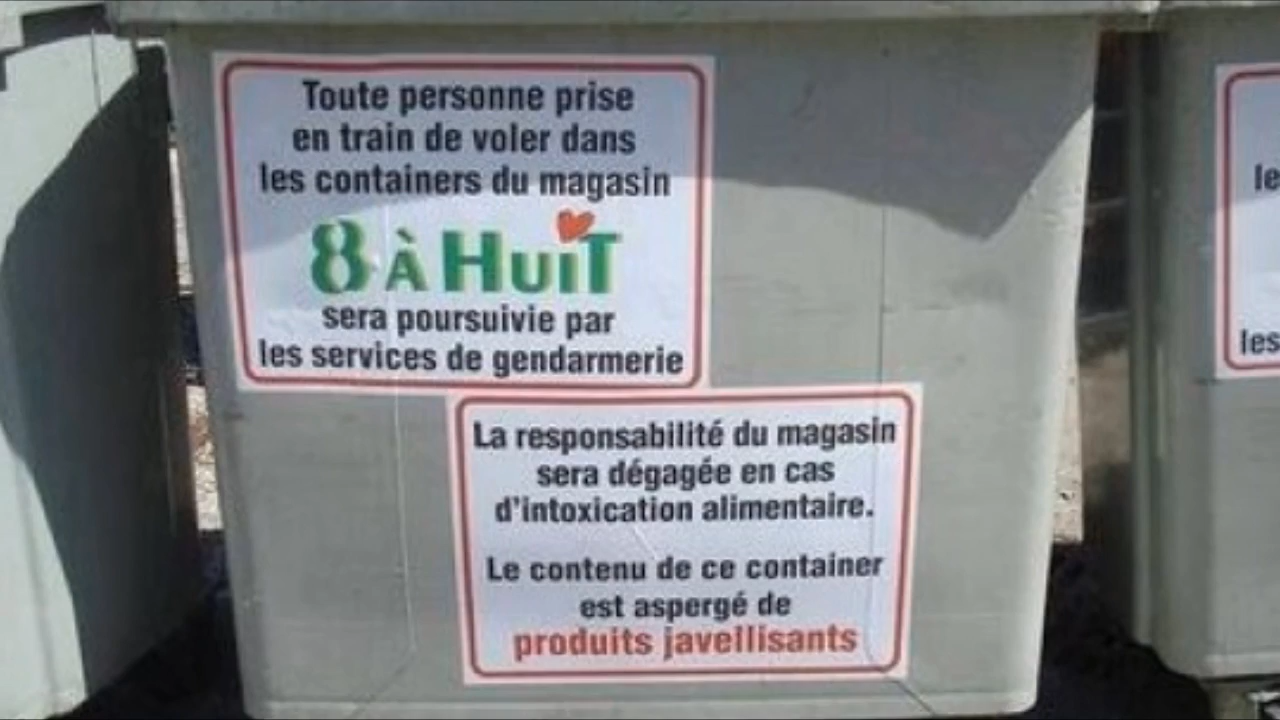 Toute personne prise
en train de voler dans
les containers du magasin
8 À HUIT
sera poursuivie par
les services de gendarmerie
La responsabilité du magasin
sera dégagée en cas
d'intoxication alimentaire.
Le contenu de ce container
est aspergé de
produits javellisants
le
les